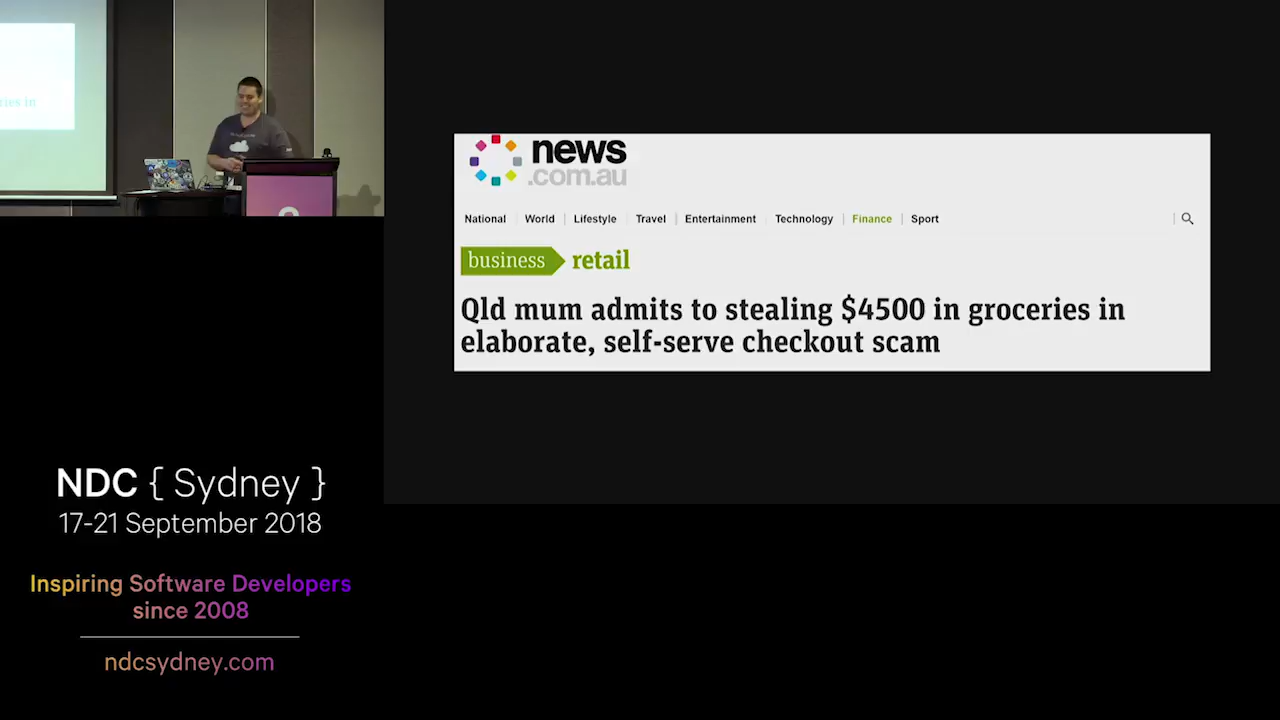 ries in
news
.com.au
National World Lifestyle Travel Entertainment Technology Finance Sport
business retail
Qld mum admits to stealing $4500 in groceries in
elaborate, self-serve checkout scam
NDC { Sydney }
17-21 September 2018
Inspiring Software Developers
since 2008
ndcsydney.com